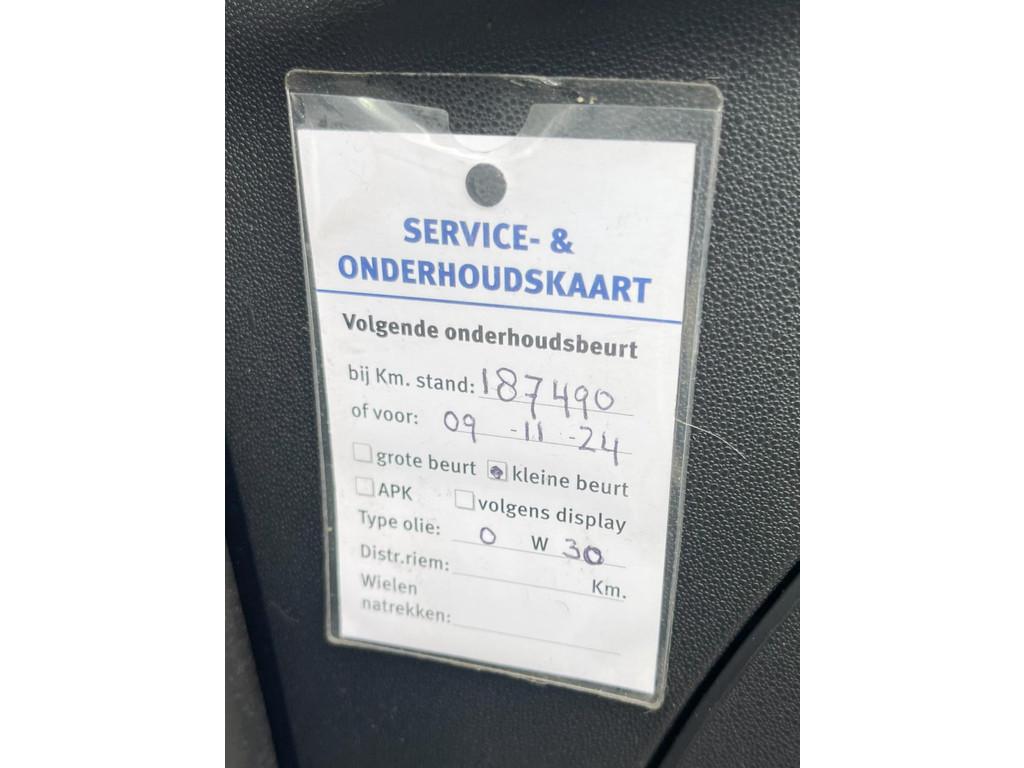 SERVICE- &
ONDERHOUDSKAART
Volgende onderhoudsbeurt
bij Km. stand: 187490
of voor: 09 -11 -24
grote beurt kleine beurt
APK volgens display
Type olie: 0 W 30
Distr.riem: Km.
Wielen
natrekken: